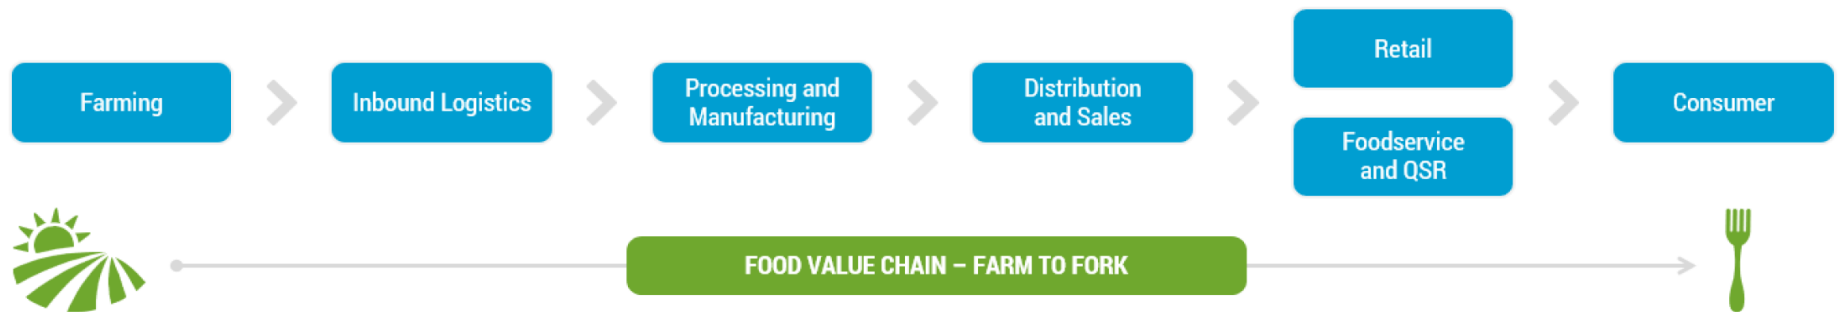 Farming
Inbound Logistics
Processing and
Manufacturing
Distribution
and Sales
Retail
Foodservice
and QSR
Consumer
FOOD VALUE CHAIN – FARM TO FORK